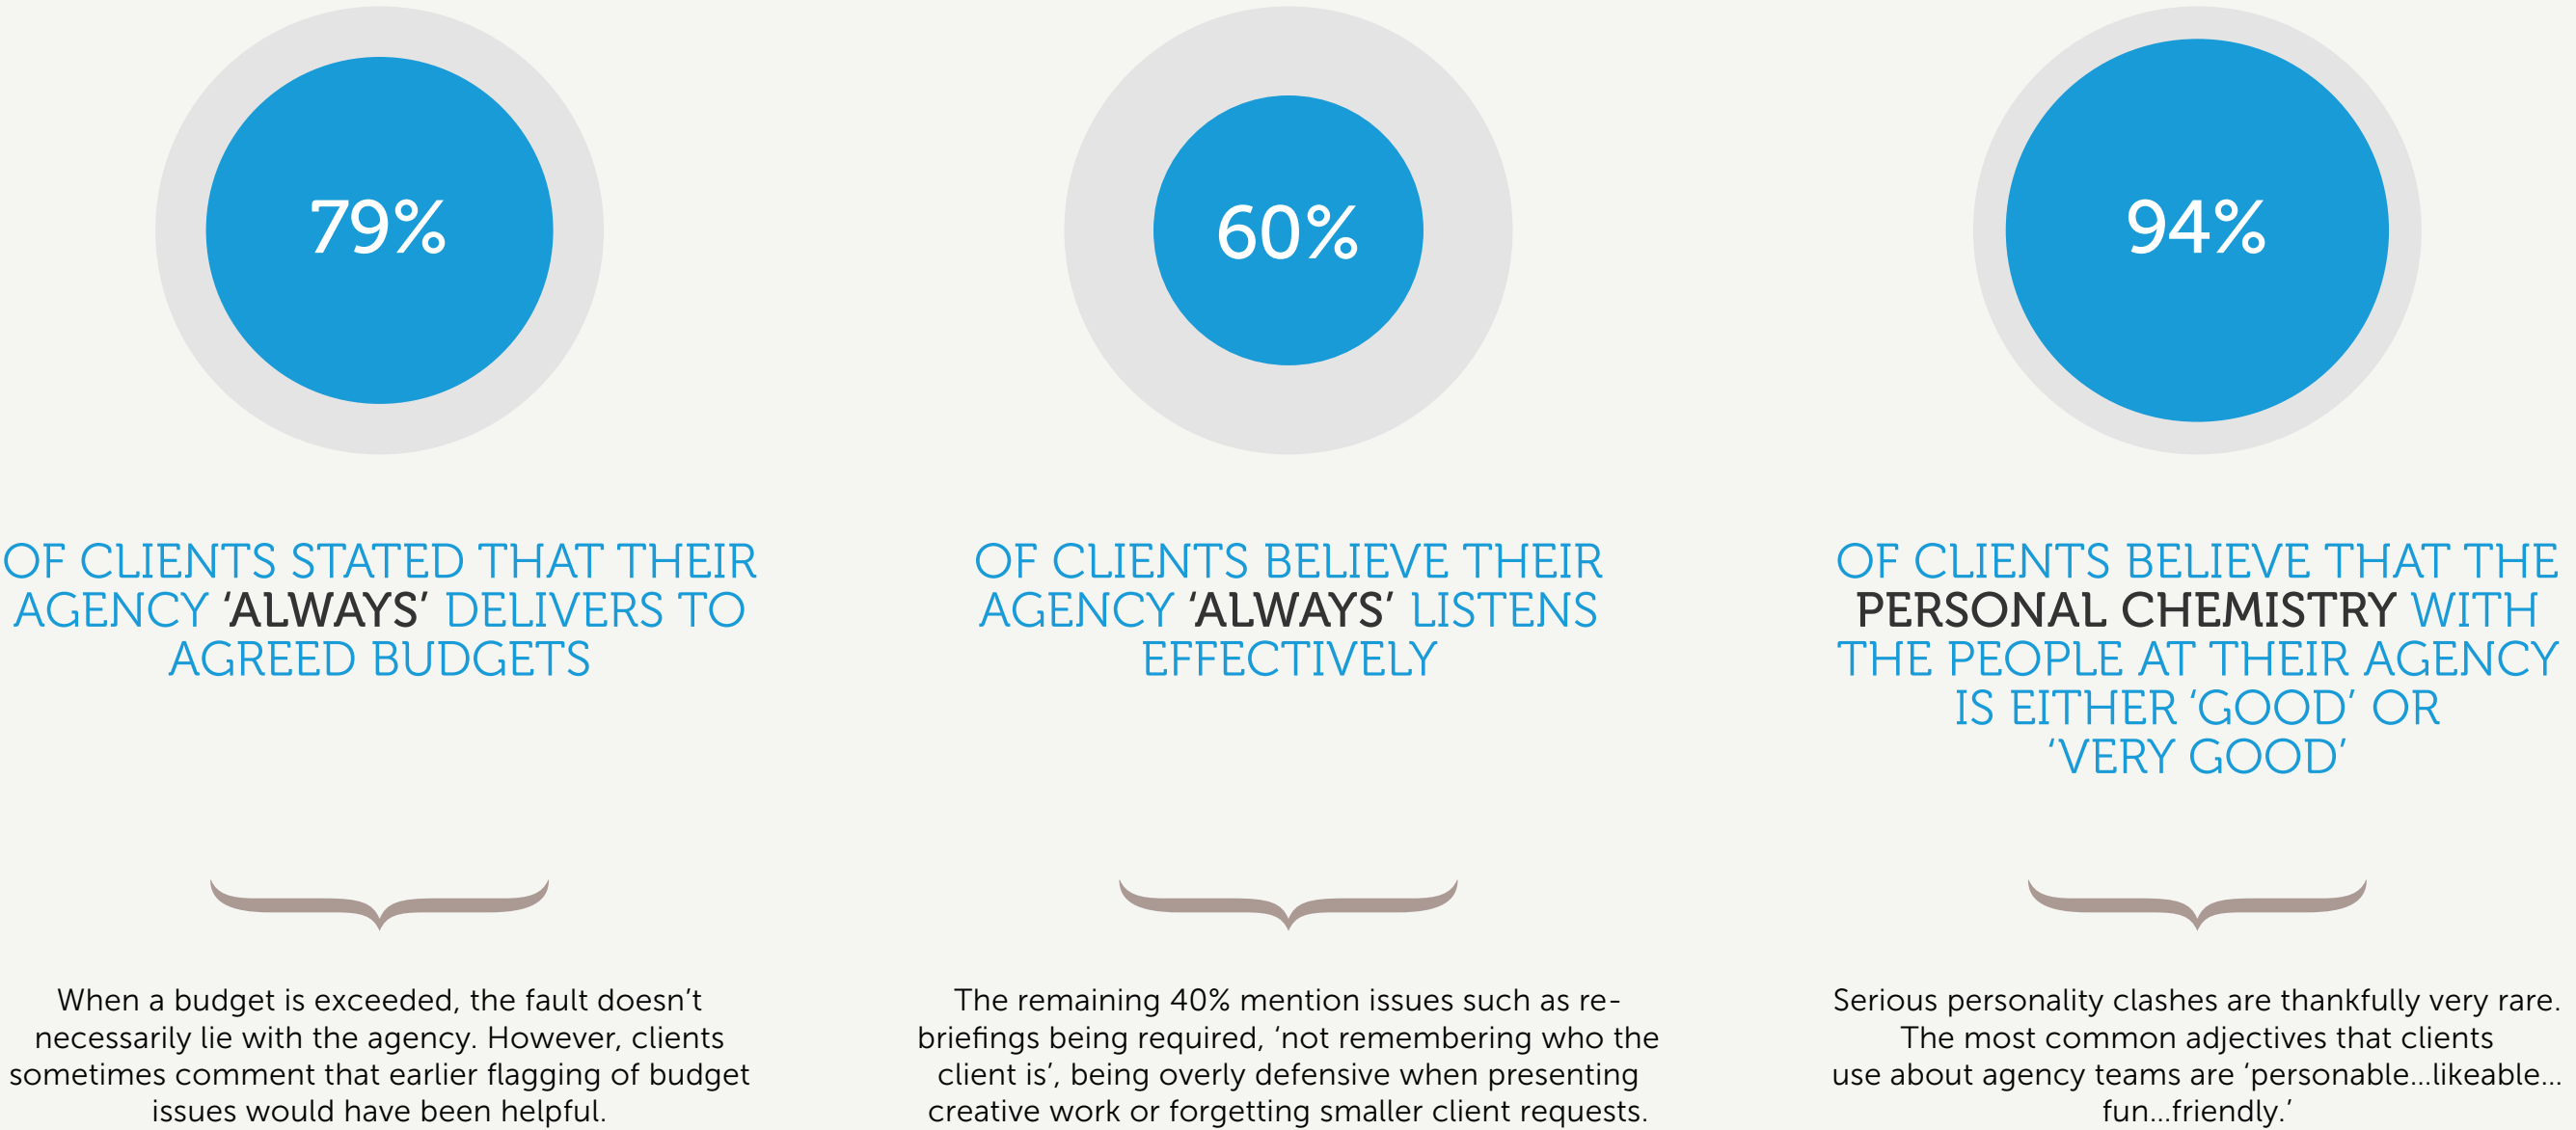 79%
OF CLIENTS STATED THAT THEIR
AGENCY ‘ALWAYS’ DELIVERS TO
AGREED BUDGETS
When a budget is exceeded, the fault doesn’t
necessarily lie with the agency. However, clients
sometimes comment that earlier flagging of budget
issues would have been helpful.
60%
OF CLIENTS BELIEVE THEIR
AGENCY ‘ALWAYS’ LISTENS
EFFECTIVELY
The remaining 40% mention issues such as re-
briefings being required, ‘not remembering who the
client is’, being overly defensive when presenting
creative work or forgetting smaller client requests.
94%
OF CLIENTS BELIEVE THAT THE
PERSONAL CHEMISTRY WITH
THE PEOPLE AT THEIR AGENCY
IS EITHER ‘GOOD’ OR
‘VERY GOOD’
Serious personality clashes are thankfully very rare.
The most common adjectives that clients
use about agency teams are ‘personable...likeable...
fun...friendly.’